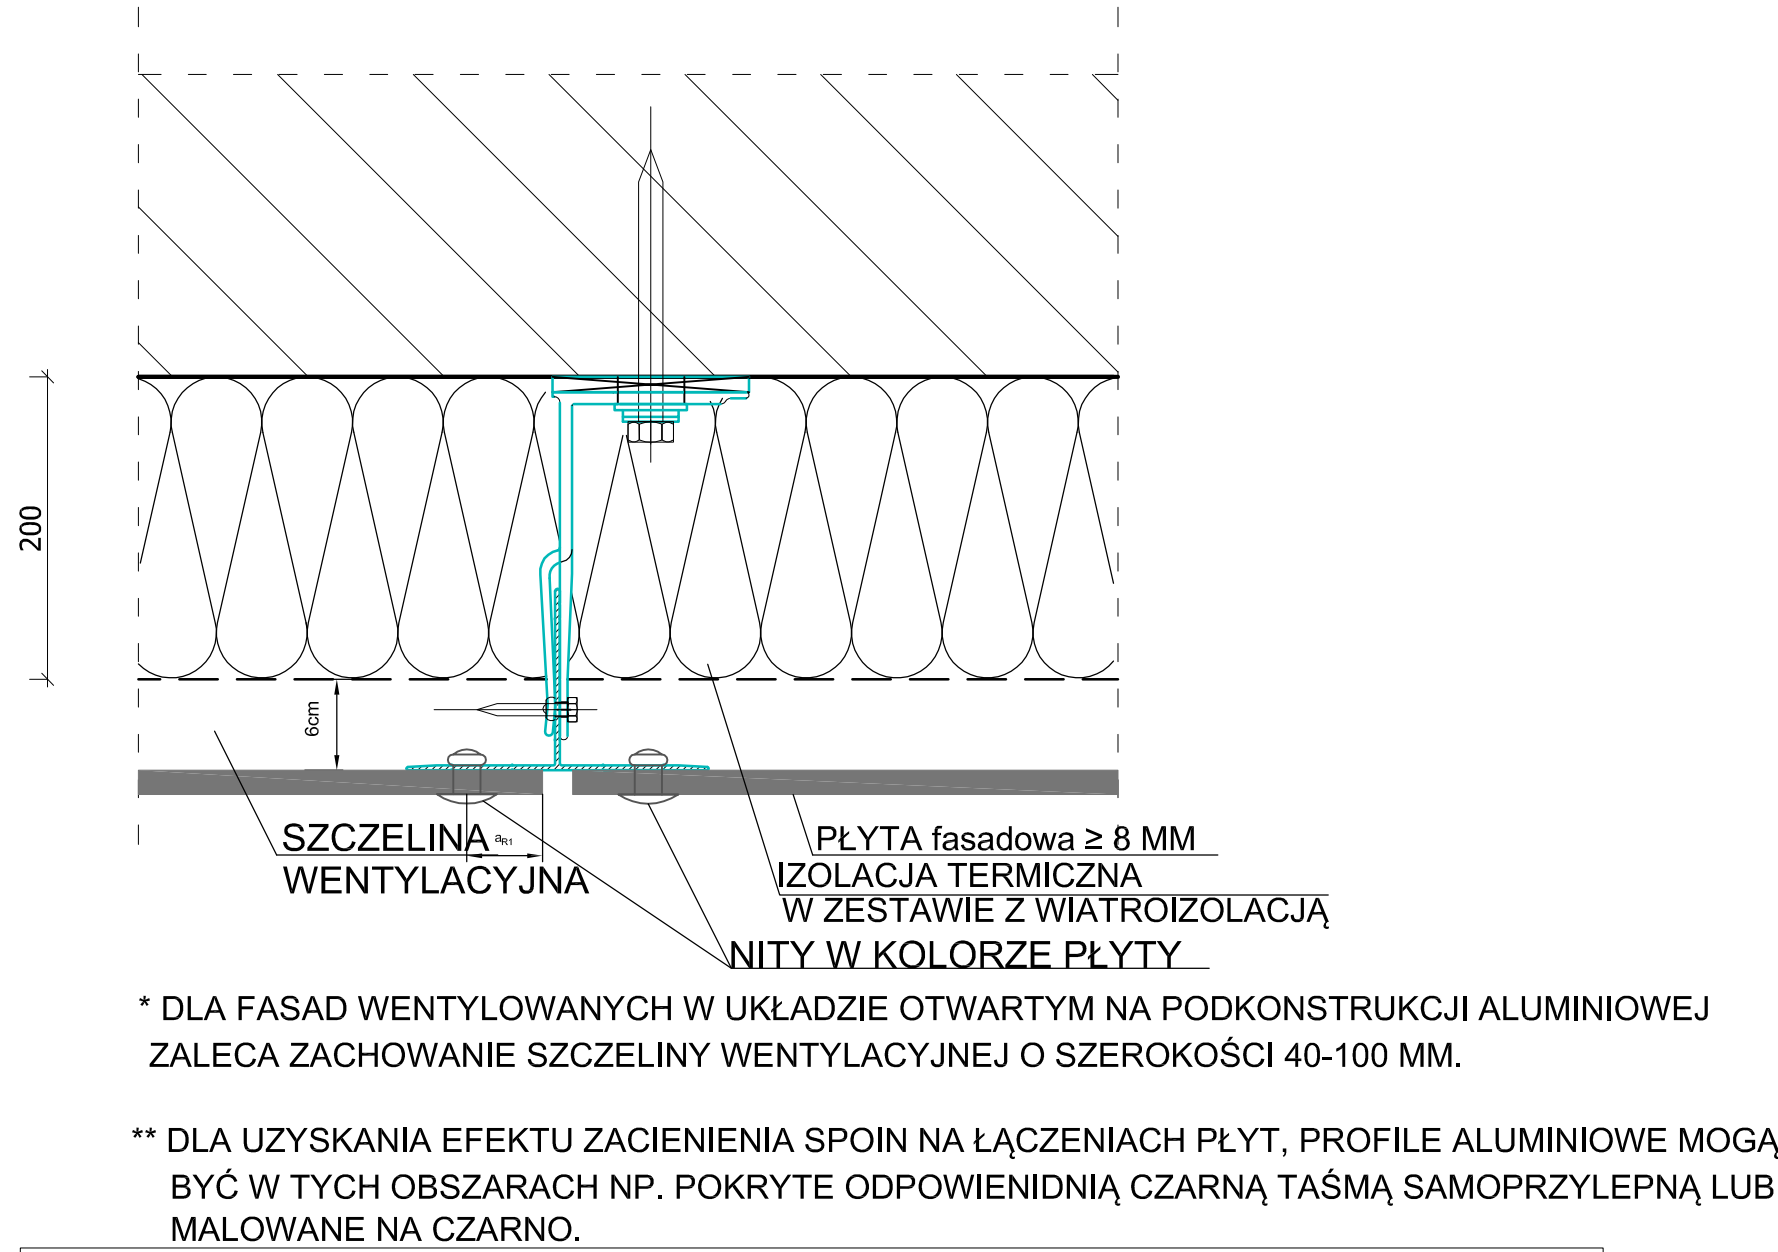 200
6cm
SZCZELINA
aR1
WENTYLACYJNA
PŁYTA fasadowa ≥ 8 MM
IZOLACJA TERMICZNA
W ZESTAWIE Z WIATROIZOLACJĄ
NITY W KOLORZE PŁYTY
* DLA FASAD WENTYLOWANYCH W UKŁADZIE OTWARTYM NA PODKONSTRUKCJI ALUMINIOWEJ
ZALECA ZACHOWANIE SZCZELINY WENTYLACYJNEJ O SZEROKOŚCI 40-100 MM.
** DLA UZYSKANIA EFEKTU ZACIENIENIA SPOIN NA ŁĄCZENIACH PŁYT, PROFILE ALUMINIOWE MOGĄ
BYĆ W TYCH OBSZARACH NP. POKRYTE ODPOWIENIDNIĄ CZARNĄ TAŚMĄ SAMOPRZYLEPNĄ LUB
MALOWANE NA CZARNO.